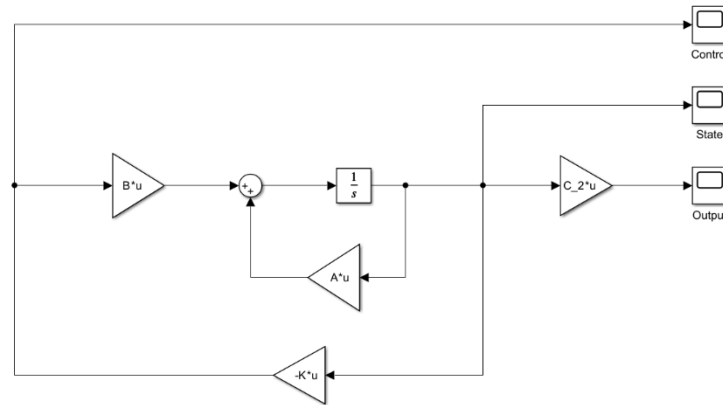 Contro
State
B*u
+
+
1
s
C_2*u
Outpu
A*u
-K*u